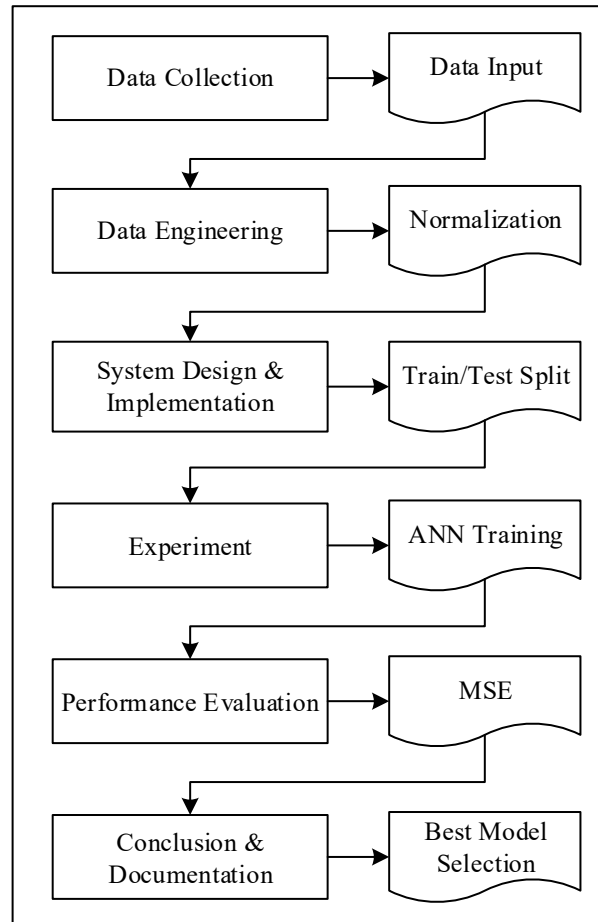 Data Collection
Data Input
Data Engineering
Normalization
System Design &
Implementation
Train/Test Split
Experiment
ANN Training
Performance Evaluation
MSE
Conclusion &
Documentation
Best Model
Selection